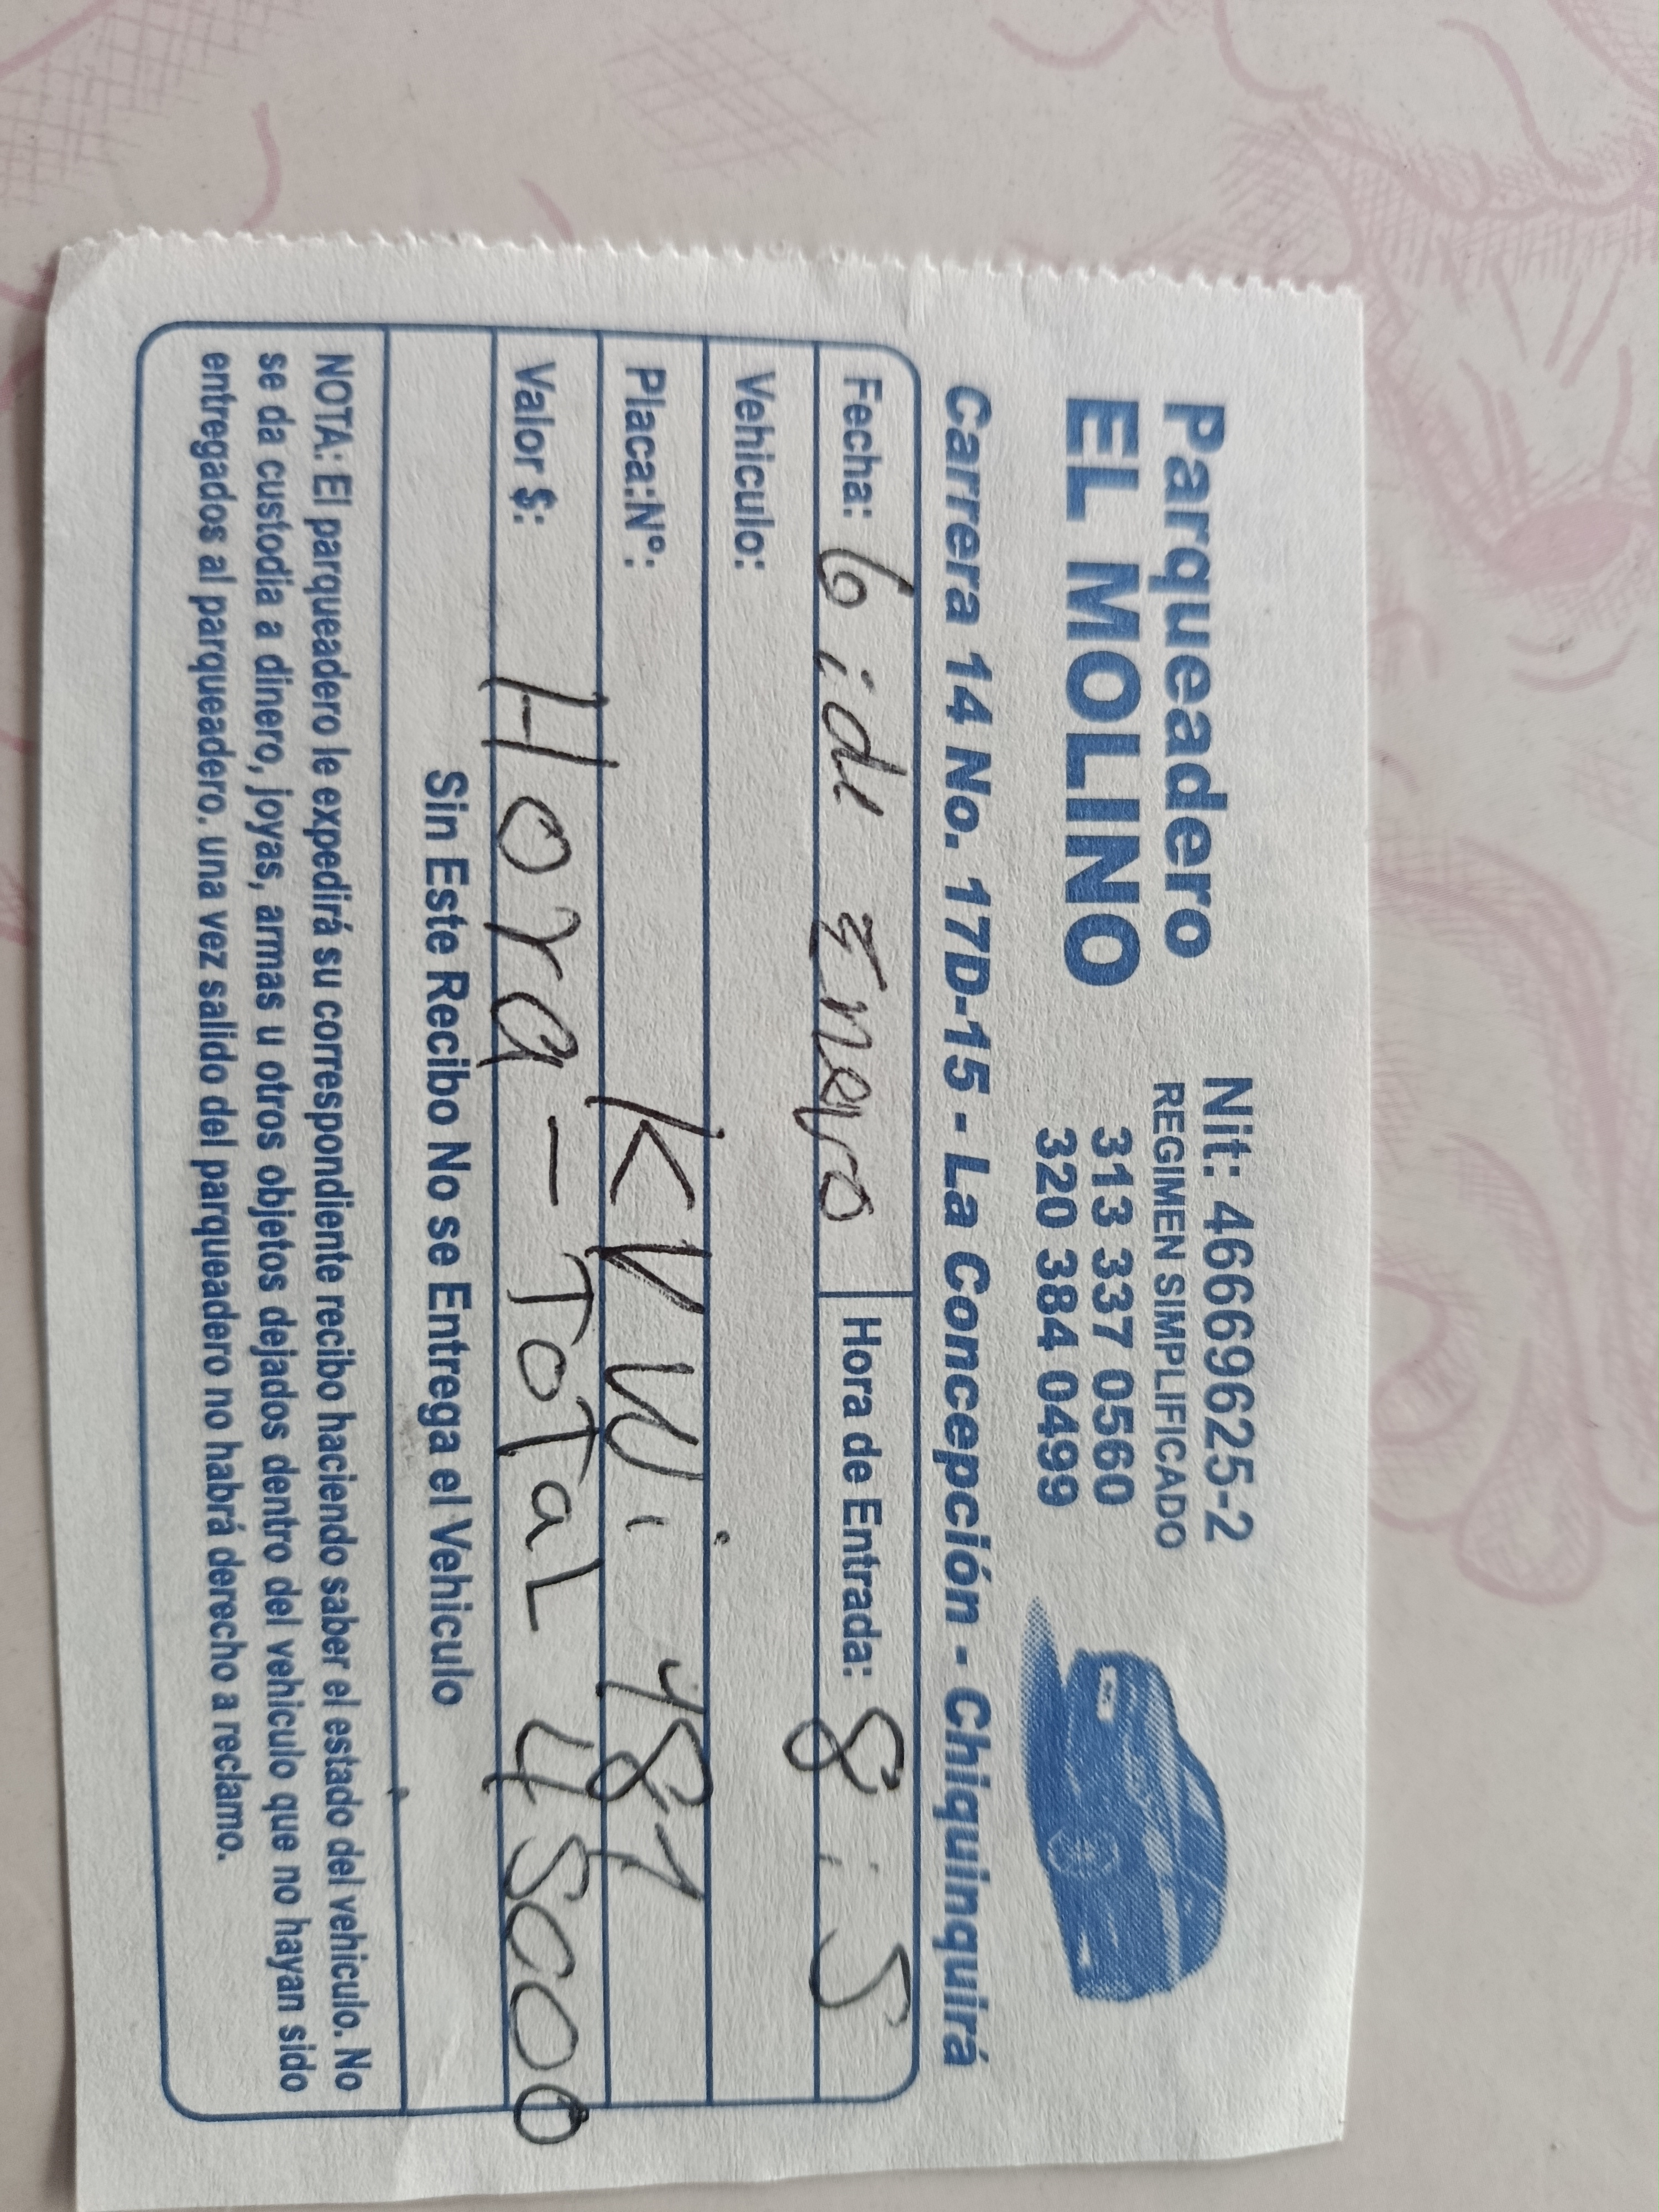 Parqueadero
EL MOLINO
Nit: 46669625-2
REGIMEN SIMPLIFICADO
313 337 0560
320 384 0499
Carrera 14 No. 17D-15 - La Concepción - Chiquinquirá
Fecha: 6 Enero Hora de Entrada: 8:5
Vehiculo:
Placa:Nº: 481
Valor $: Hora - ToTaL 45000
Sin Este Recibo No se Entrega el Vehiculo
NOTA: El parqueadero le expedirá su correspondiente recibo haciendo saber el estado del vehiculo. No
se da custodia a dinero, joyas, armas u otros objetos dejados dentro del vehiculo que no hayan sido
entregados al parqueadero. una vez salido del parqueadero no habrá derecho a reclamo.